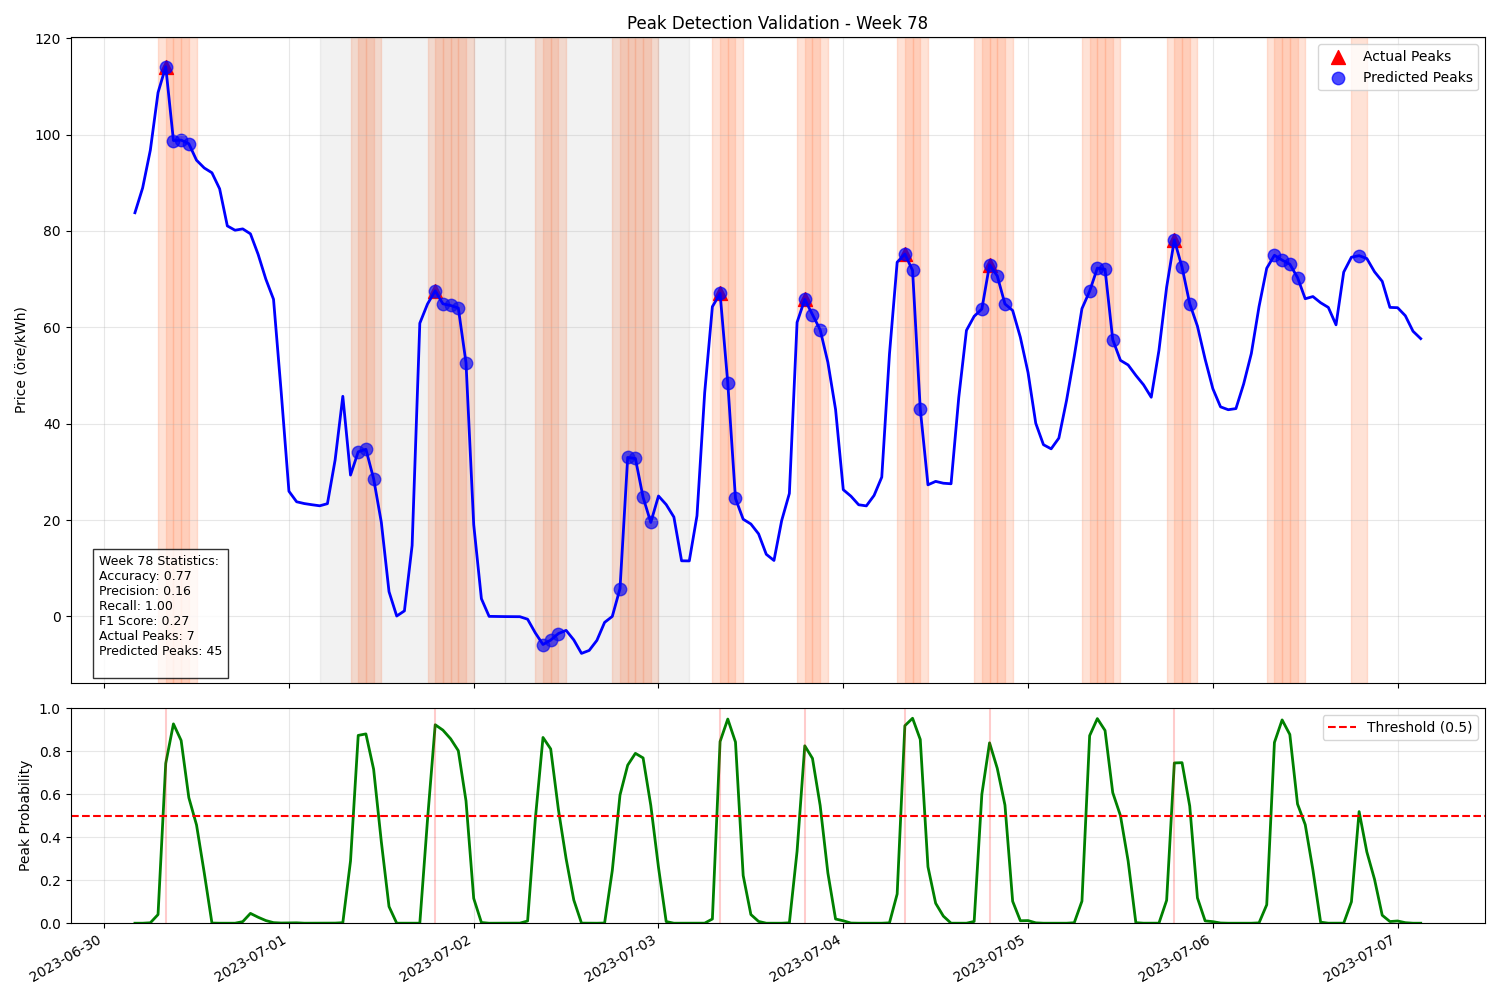 Peak Detection Validation - Week 78
120
100
80
60
40
20
0
Price (öre/kWh)
Actual Peaks
Predicted Peaks
Week 78 Statistics:
Accuracy: 0.77
Precision: 0.16
Recall: 1.00
F1 Score: 0.27
Actual Peaks: 7
Predicted Peaks: 45
1.0
0.8
0.6
0.4
0.2
0.0
Peak Probability
Threshold (0.5)
2023-06-30
2023-07-01
2023-07-02
2023-07-03
2023-07-04
2023-07-05
2023-07-06
2023-07-07